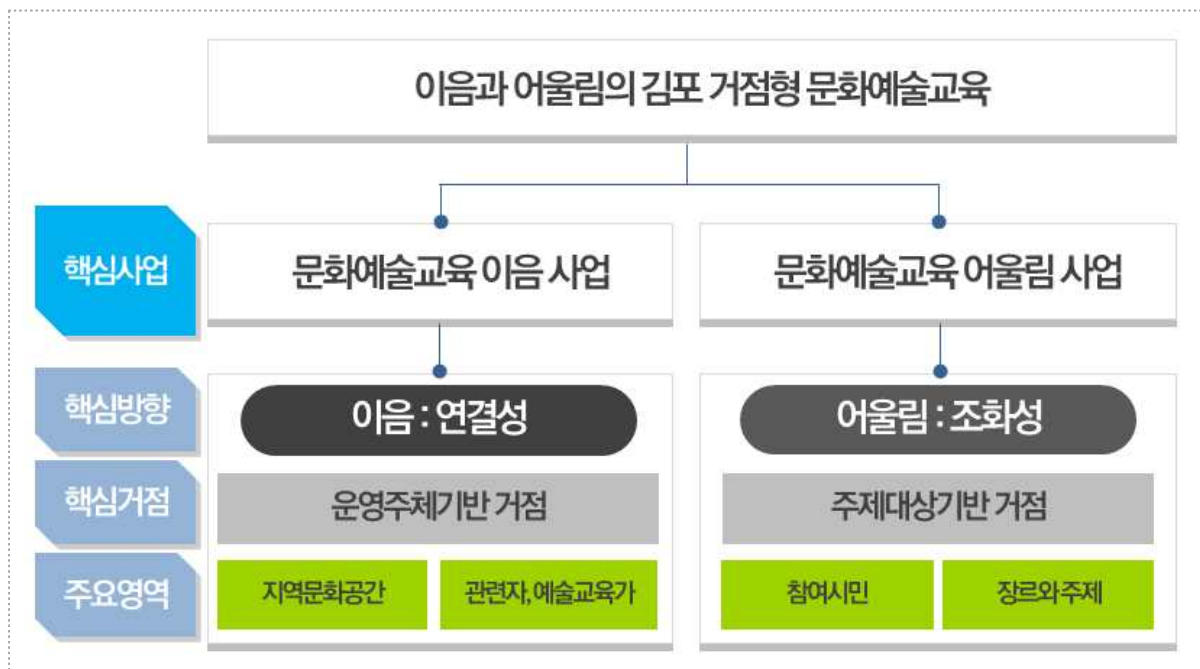 이음과 어울림의 김포 거점형 문화예술교육
핵심사업
문화예술교육 이음 사업
문화예술교육 어울림 사업
핵심방향
이음 : 연결성
어울림 : 조화성
핵심거점
운영주체기반 거점
주제대상기반 거점
주요영역
지역문화공간
관련자, 예술교육가
참여시민
장르와 주제